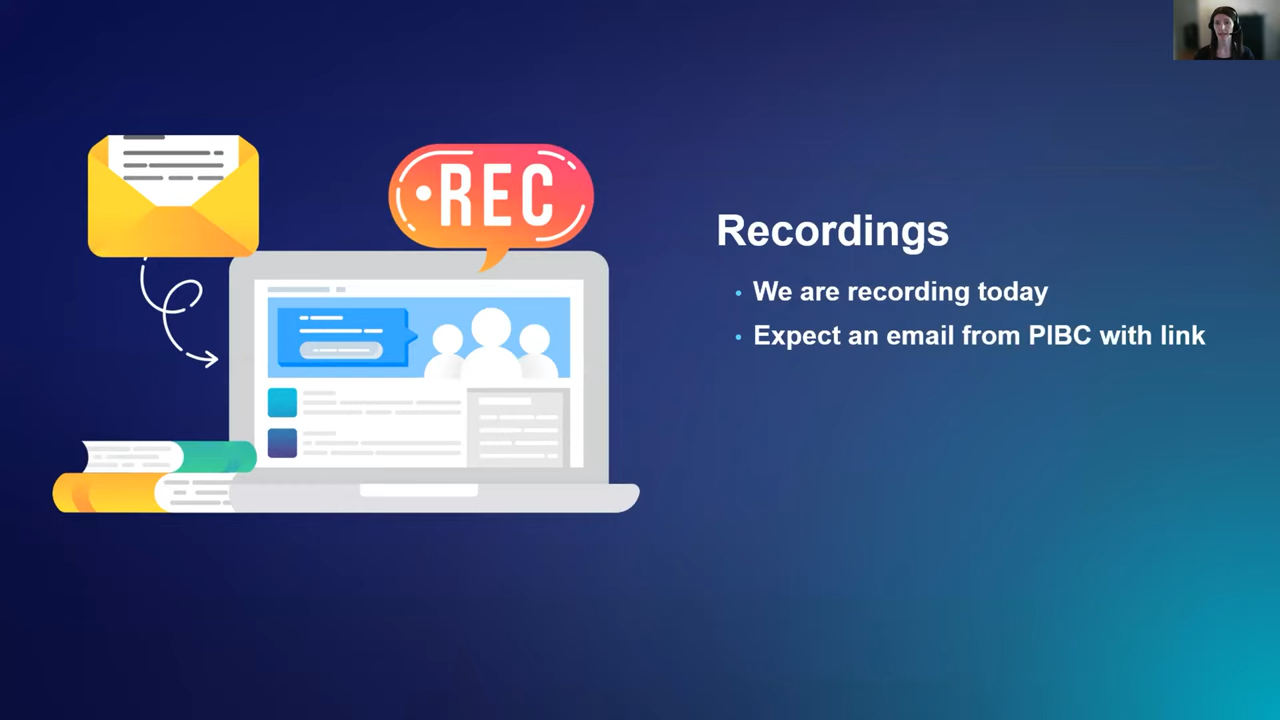 REC
Recordings
• We are recording today
• Expect an email from PIBC with link